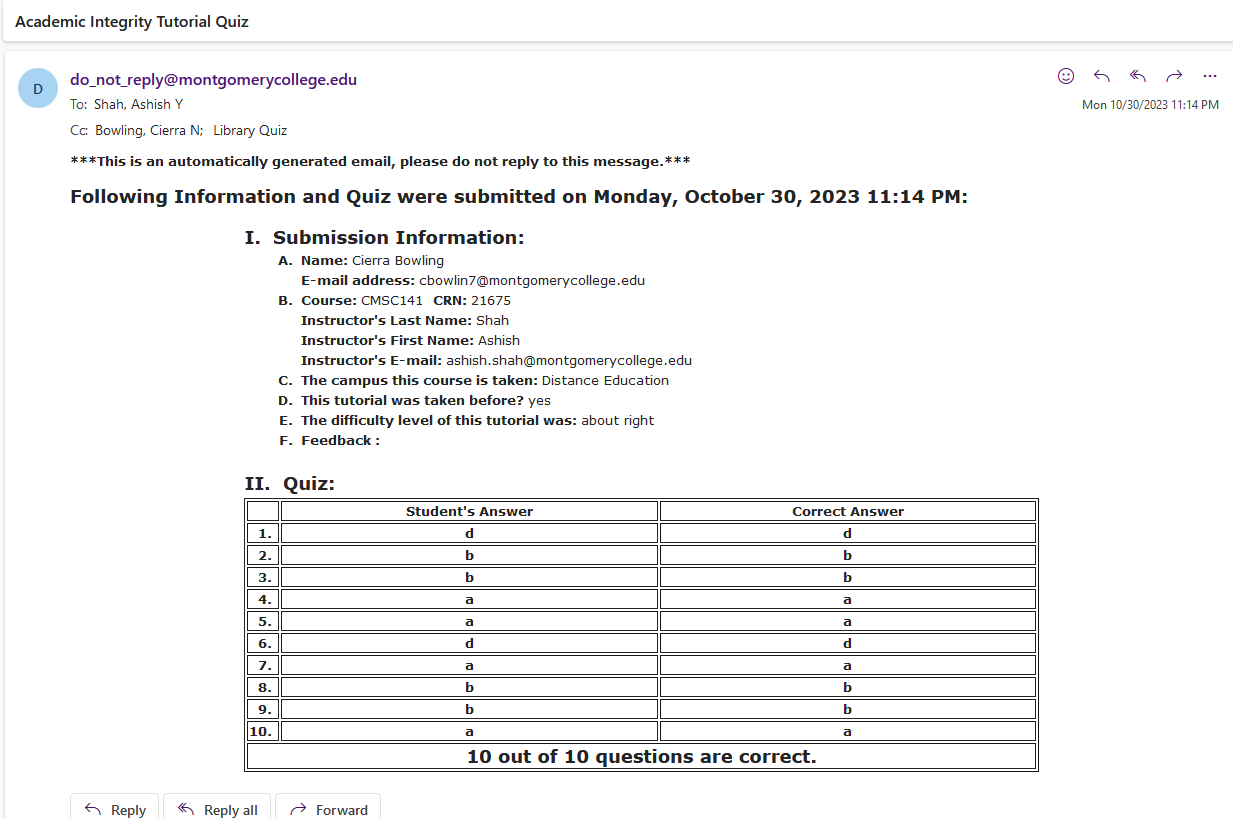 Academic Integrity Tutorial Quiz
D
do_not_reply@montgomerycollege.edu
To: Shah, Ashish Y
Mon 10/30/2023 11:14 PM
Cc: Bowling, Cierra N; Library Quiz
***This is an automatically generated email, please do not reply to this message.***
Following Information and Quiz were submitted on Monday, October 30, 2023 11:14 PM:
I. Submission Information:
A. Name: Cierra Bowling
E-mail address: cbowlin7@montgomerycollege.edu
B. Course: CMSC141 CRN: 21675
Instructor's Last Name: Shah
Instructor's First Name: Ashish
Instructor's E-mail: ashish.shah@montgomerycollege.edu
C. The campus this course is taken: Distance Education
D. This tutorial was taken before? yes
E. The difficulty level of this tutorial was: about right
F. Feedback :
II. Quiz:
Student's Answer Correct Answer
1. d d
2. b b
3. b b
4. a a
5. a a
6. d d
7. a a
8. b b
9. b b
10. a a
10 out of 10 questions are correct.
Reply Reply all Forward